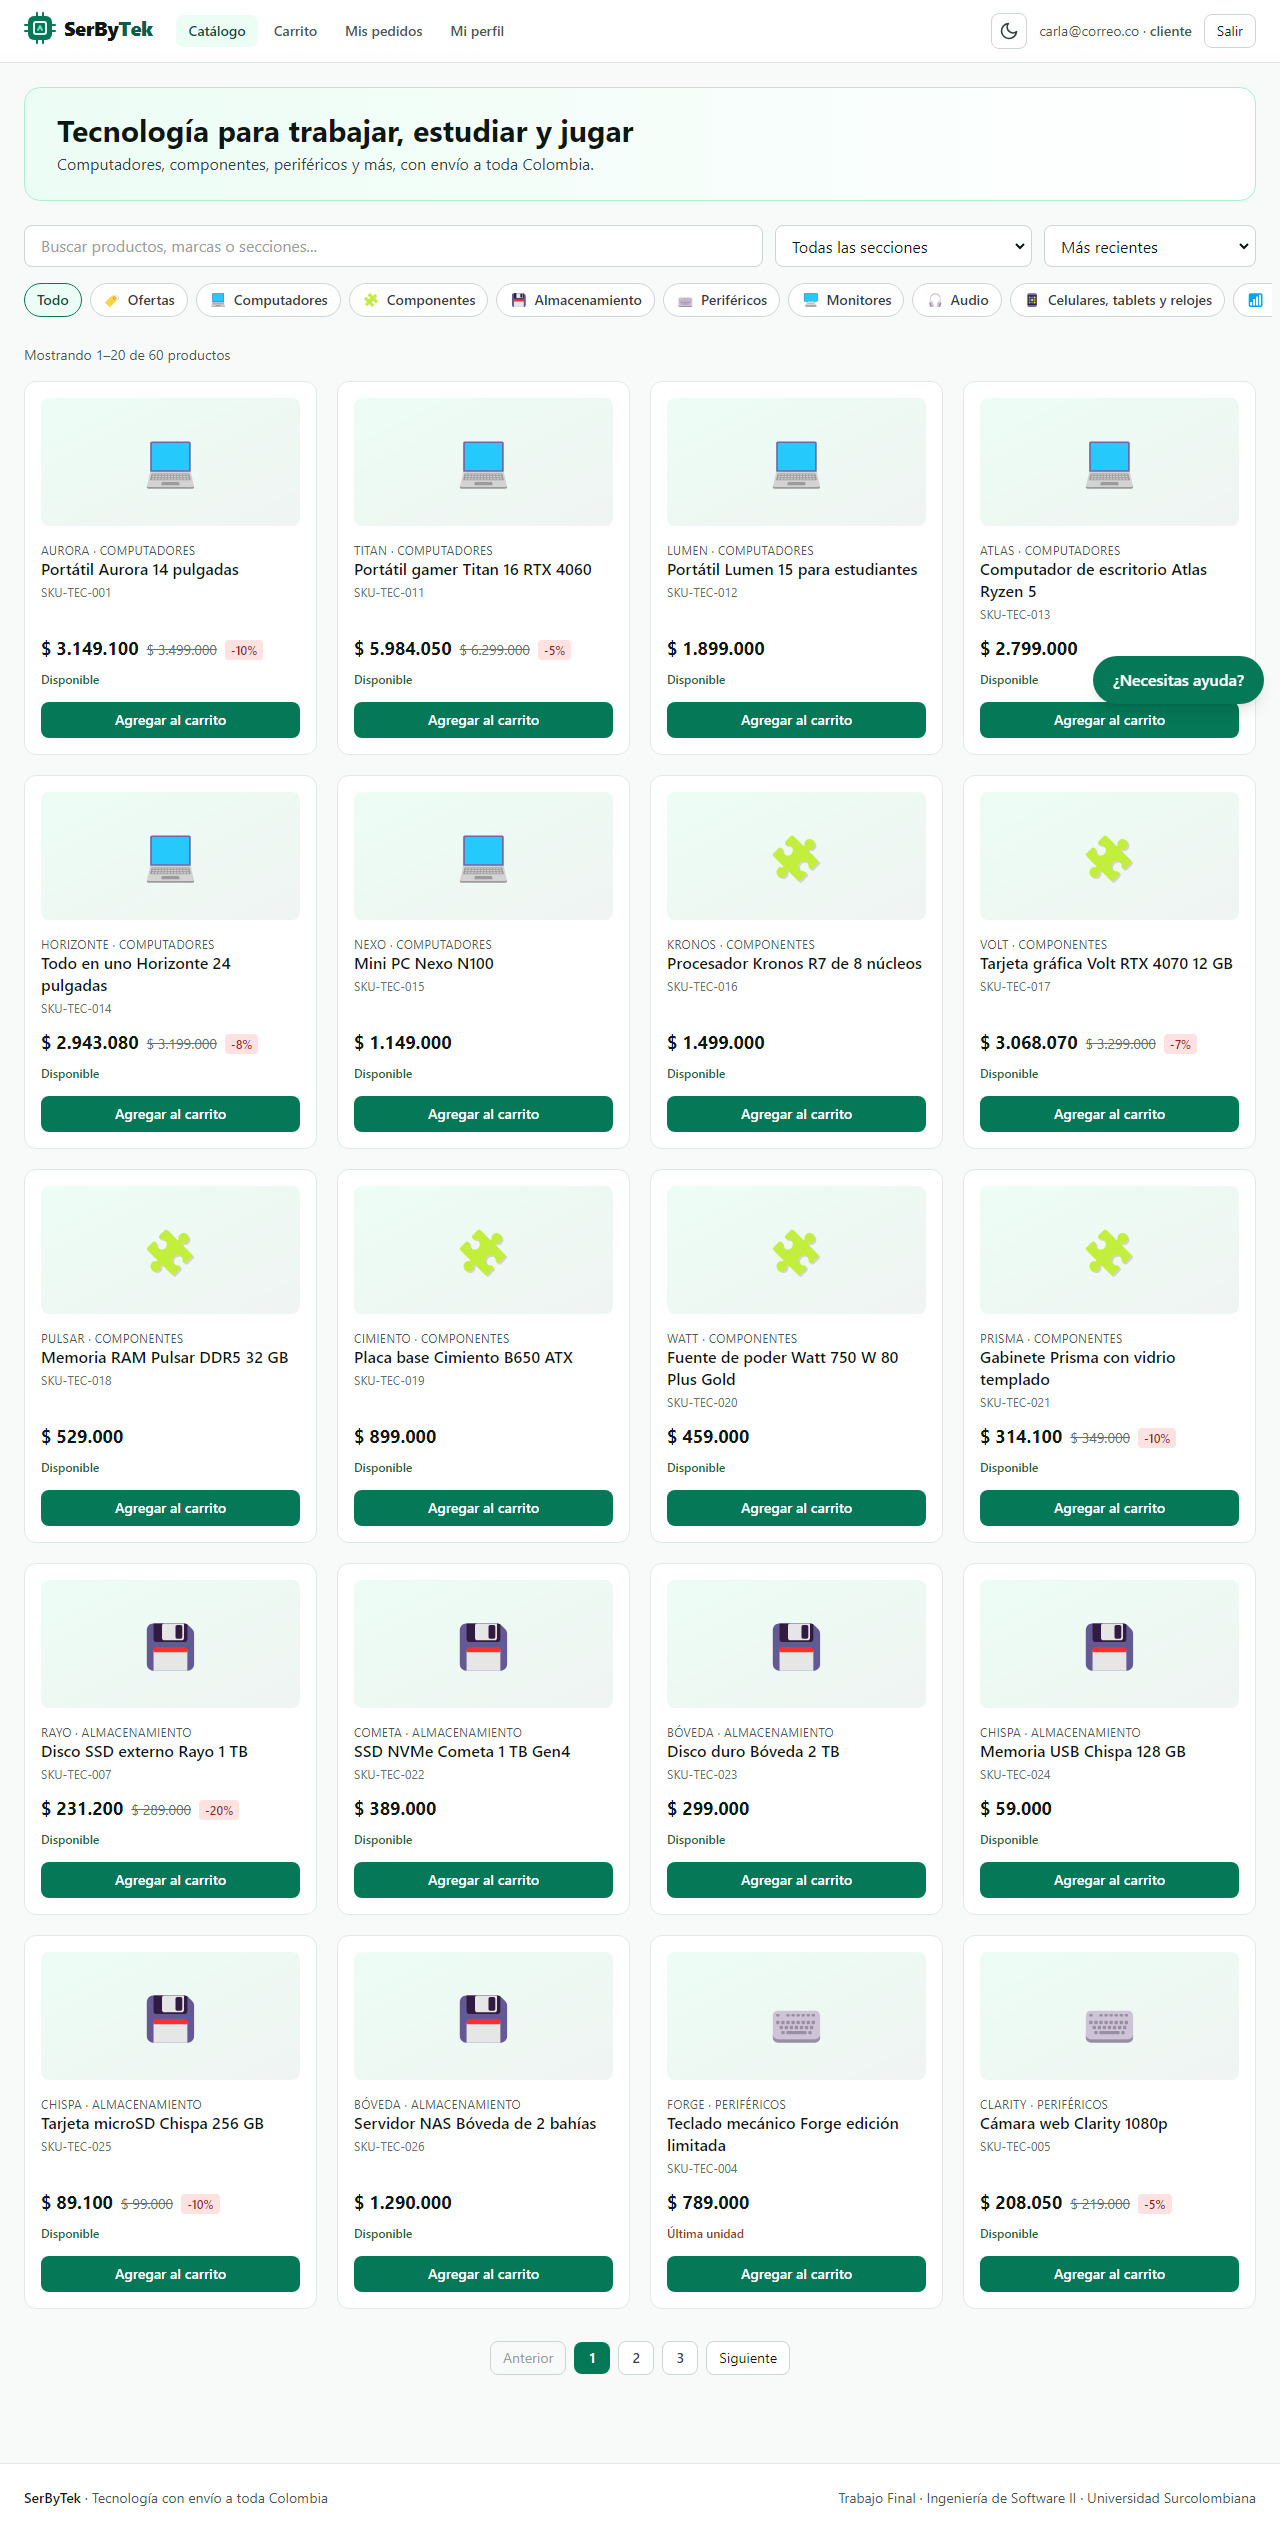 SerByTek
Catálogo
Carrito
Mis pedidos
Mi perfil
carla@correo.co · cliente
Salir
Tecnología para trabajar, estudiar y jugar
Computadores, componentes, periféricos y más, con envío a toda Colombia.
Buscar productos, marcas o secciones...
Todas las secciones
Más recientes
Todo
Ofertas
Computadores
Componentes
Almacenamiento
Periféricos
Monitores
Audio
Celulares, tablets y relojes
Mostrando 1–20 de 60 productos
AURORA · COMPUTADORES
Portátil Aurora 14 pulgadas
SKU-TEC-001
$ 3.149.100 $ 3.499.000 -10%
Disponible
Agregar al carrito
TITAN · COMPUTADORES
Portátil gamer Titan 16 RTX 4060
SKU-TEC-011
$ 5.984.050 $ 6.299.000 -5%
Disponible
Agregar al carrito
LUMEN · COMPUTADORES
Portátil Lumen 15 para estudiantes
SKU-TEC-012
$ 1.899.000
Disponible
Agregar al carrito
ATLAS · COMPUTADORES
Computador de escritorio Atlas
Ryzen 5
SKU-TEC-013
$ 2.799.000
Disponible
¿Necesitas ayuda?
Agregar al carrito
HORIZONTE · COMPUTADORES
Todo en uno Horizonte 24
pulgadas
SKU-TEC-014
$ 2.943.080 $ 3.199.000 -8%
Disponible
Agregar al carrito
NEXO · COMPUTADORES
Mini PC Nexo N100
SKU-TEC-015
$ 1.149.000
Disponible
Agregar al carrito
KRONOS · COMPONENTES
Procesador Kronos R7 de 8 núcleos
SKU-TEC-016
$ 1.499.000
Disponible
Agregar al carrito
VOLT · COMPONENTES
Tarjeta gráfica Volt RTX 4070 12 GB
SKU-TEC-017
$ 3.068.070 $ 3.299.000 -7%
Disponible
Agregar al carrito
PULSAR · COMPONENTES
Memoria RAM Pulsar DDR5 32 GB
SKU-TEC-018
$ 529.000
Disponible
Agregar al carrito
CIMIENTO · COMPONENTES
Placa base Cimiento B650 ATX
SKU-TEC-019
$ 899.000
Disponible
Agregar al carrito
WATT · COMPONENTES
Fuente de poder Watt 750 W 80
Plus Gold
SKU-TEC-020
$ 459.000
Disponible
Agregar al carrito
PRISMA · COMPONENTES
Gabinete Prisma con vidrio
templado
SKU-TEC-021
$ 314.100 $ 349.000 -10%
Disponible
Agregar al carrito
RAYO · ALMACENAMIENTO
Disco SSD externo Rayo 1 TB
SKU-TEC-007
$ 231.200 $ 289.000 -20%
Disponible
Agregar al carrito
COMETA · ALMACENAMIENTO
SSD NVMe Cometa 1 TB Gen4
SKU-TEC-022
$ 389.000
Disponible
Agregar al carrito
BÓVEDA · ALMACENAMIENTO
Disco duro Bóveda 2 TB
SKU-TEC-023
$ 299.000
Disponible
Agregar al carrito
CHISPA · ALMACENAMIENTO
Memoria USB Chispa 128 GB
SKU-TEC-024
$ 59.000
Disponible
Agregar al carrito
CHISPA · ALMACENAMIENTO
Tarjeta microSD Chispa 256 GB
SKU-TEC-025
$ 89.100 $ 99.000 -10%
Disponible
Agregar al carrito
BÓVEDA · ALMACENAMIENTO
Servidor NAS Bóveda de 2 bahías
SKU-TEC-026
$ 1.290.000
Disponible
Agregar al carrito
FORGE · PERIFÉRICOS
Teclado mecánico Forge edición
limitada
SKU-TEC-004
$ 789.000
Última unidad
Agregar al carrito
CLARITY · PERIFÉRICOS
Cámara web Clarity 1080p
SKU-TEC-005
$ 208.050 $ 219.000 -5%
Disponible
Agregar al carrito
Anterior
1
2
3
Siguiente
SerByTek · Tecnología con envío a toda Colombia
Trabajo Final · Ingeniería de Software II · Universidad Surcolombiana